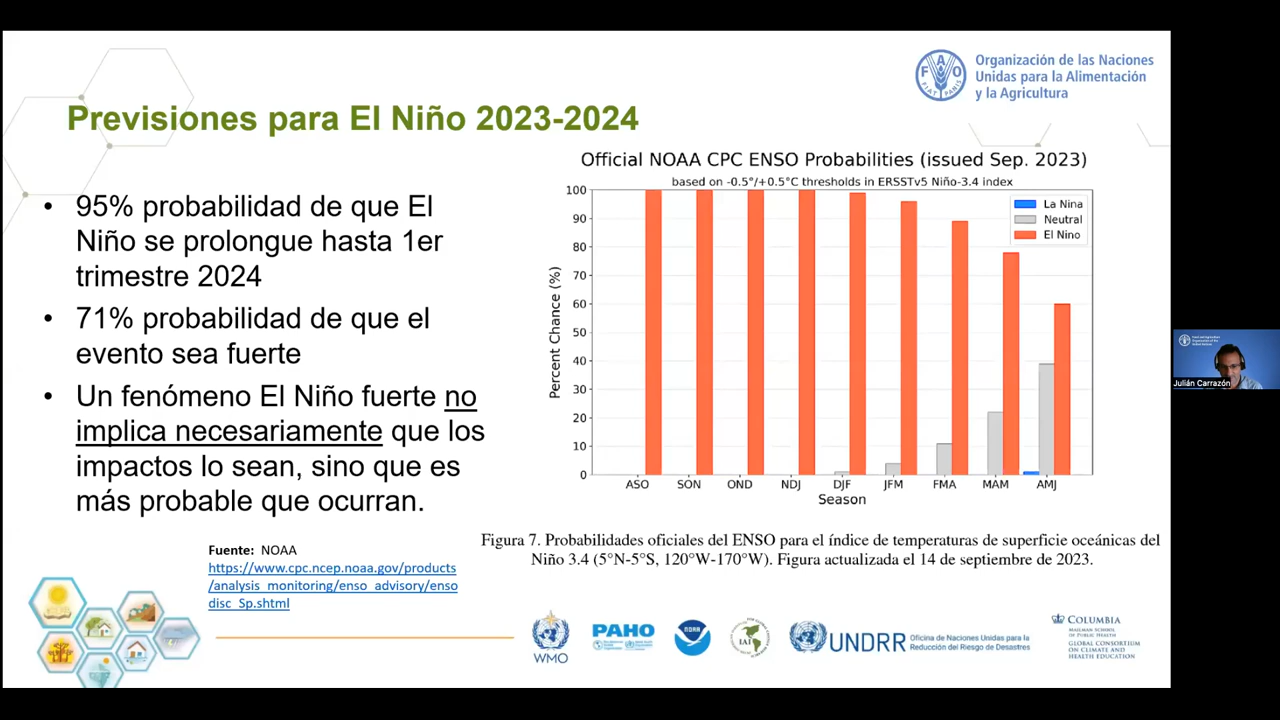 Organización de las Naciones
Unidas para la Alimentación
y la Agricultura
FAO
FIAT PANIS
Previsiones para El Niño 2023-2024
• 95% probabilidad de que El
Niño se prolongue hasta 1er
trimestre 2024
• 71% probabilidad de que el
evento sea fuerte
• Un fenómeno El Niño fuerte no
implica necesariamente que los
impactos lo sean, sino que es
más probable que ocurran.
Fuente: NOAA
https://www.cpc.ncep.noaa.gov/products
/analysis_monitoring/enso_advisory/enso
disc_Sp.shtml
Official NOAA CPC ENSO Probabilities (issued Sep. 2023)
based on -0.5°/+0.5°C thresholds in ERSSTv5 Niño-3.4 index
La Nina
Neutral
El Nino
Percent Chance (%)
100
90
80
70
60
50
40
30
20
10
0
ASO SON OND NDJ DJF JFM FMA MAM AMJ
Season
Figura 7. Probabilidades oficiales del ENSO para el índice de temperaturas de superficie oceánicas del
Niño 3.4 (5°N-5°S, 120°W-170°W). Figura actualizada el 14 de septiembre de 2023.
WMO
PAHO
NOAA
IAI
UNDRR
Oficina de Naciones Unidas para la
Reducción del Riesgo de Desastres
COLUMBIA
MAILMAN SCHOOL
OF PUBLIC HEALTH
GLOBAL CONSORTIUM
ON CLIMATE AND
HEALTH EDUCATION
Julián Carrazón